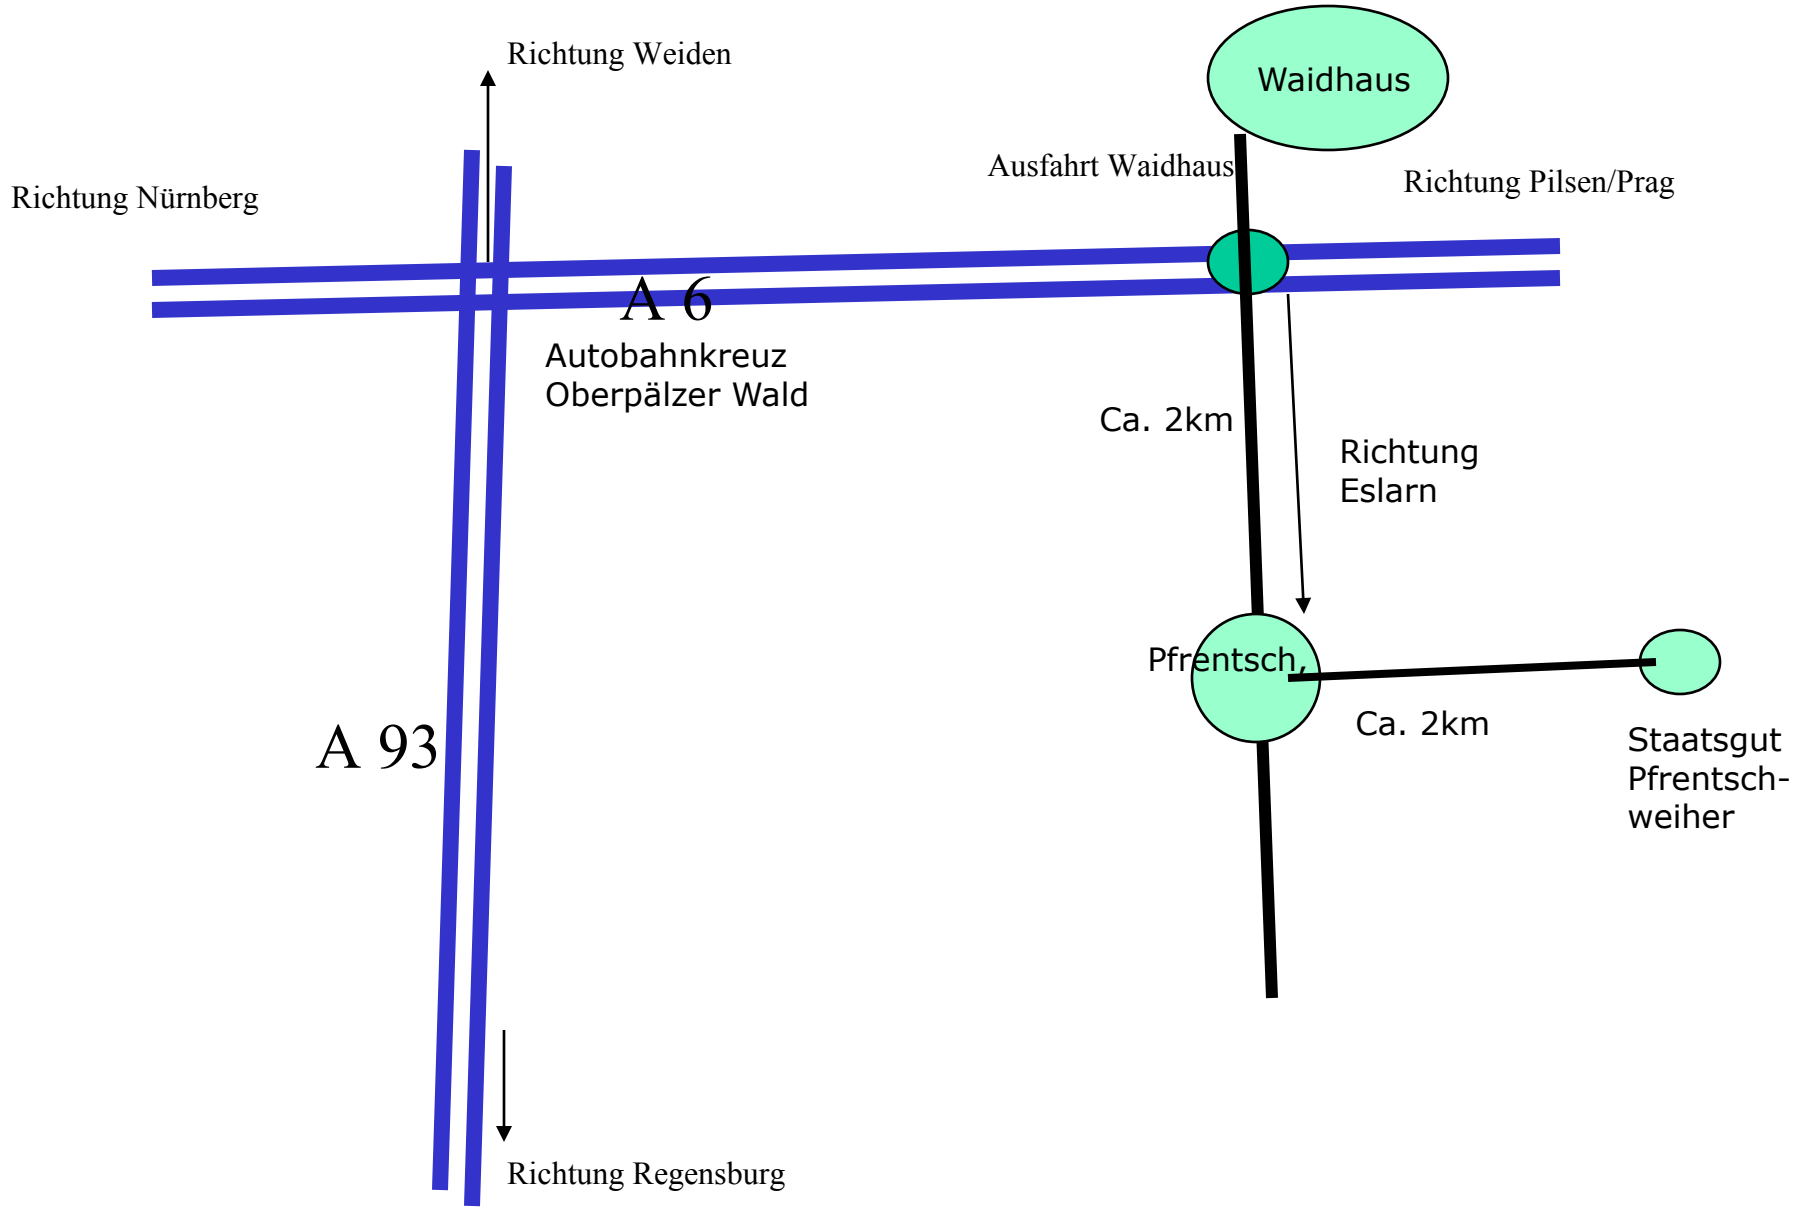 Richtung Weiden
Waidhaus
Ausfahrt Waidhaus
Richtung Pilsen/Prag
Richtung Nürnberg
A 6
Autobahnkreuz
Oberpälzer Wald
Ca. 2km
Richtung
Eslarn
Pfrentsch,
Ca. 2km
A 93
Staatsgut
Pfrentsch-
weiher
Richtung Regensburg